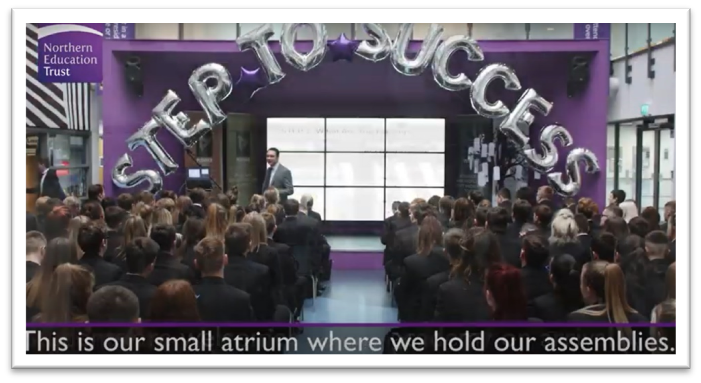 Northern
Education
Trust
STEP TO SUCCESS
This is our small atrium where we hold our assemblies.